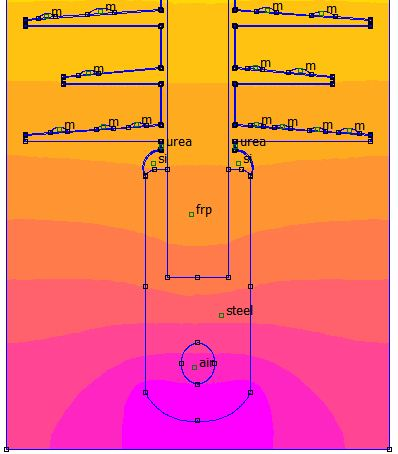 m m m m
m m m
m m m m m m m
urea urea
si si
frp
steel
air